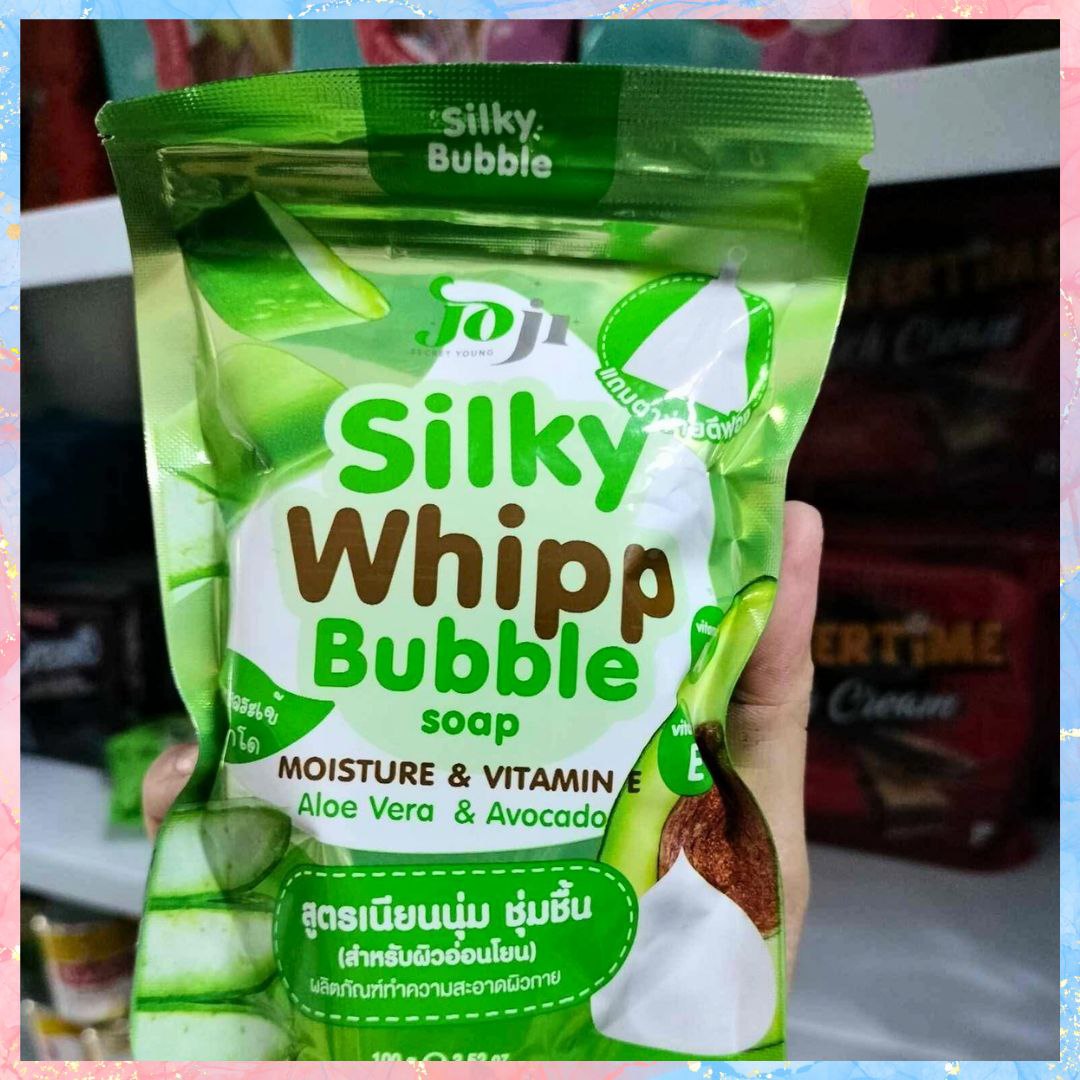 Silky
Bubble
Joji
SECRET YOUNG
Silky
Whipp
Bubble
soap
MOISTURE & VITAMIN E
Aloe Vera & Avocado
E
สูตรเนียนนุ่ม ชุ่มชื้น
(สำหรับผิวอ่อนโยน)
ผลิตภัณฑ์ทำความสะอาดผิวกาย
Cream